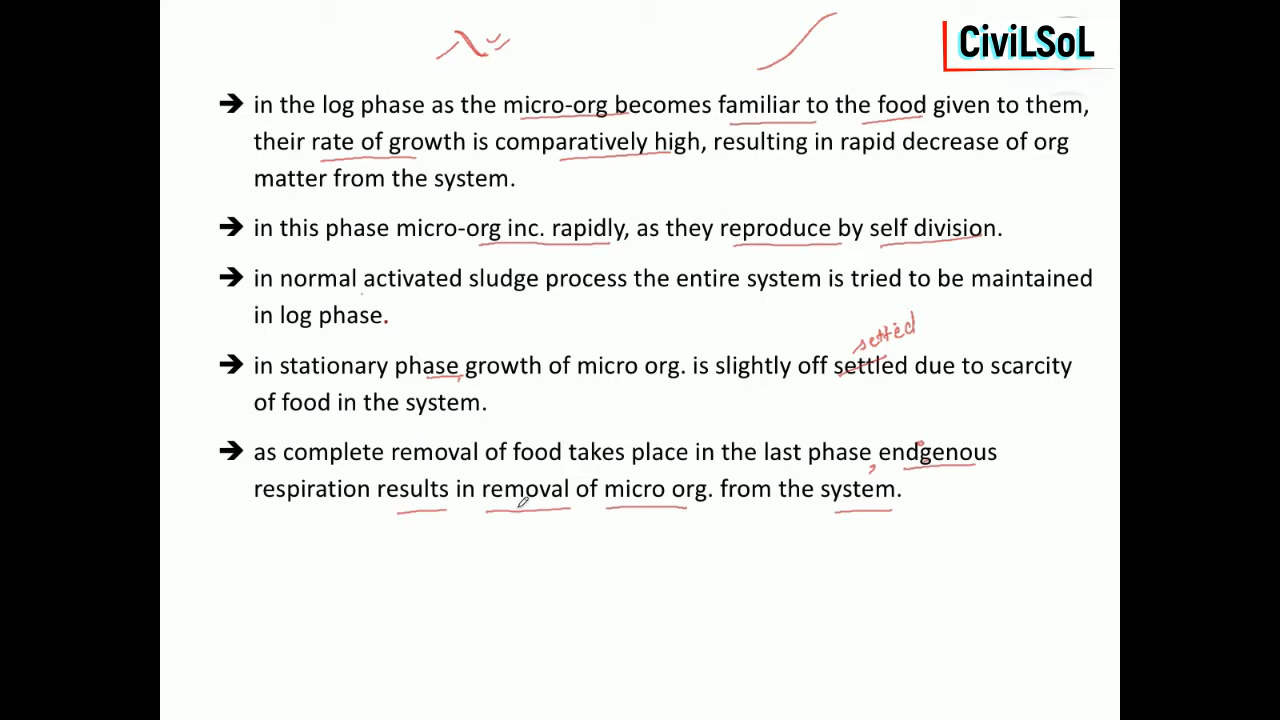 CiviLSoL
➔ in the log phase as the micro-org becomes familiar to the food given to them,
their rate of growth is comparatively high, resulting in rapid decrease of org
matter from the system.
➔ in this phase micro-org inc. rapidly, as they reproduce by self division.
➔ in normal activated sludge process the entire system is tried to be maintained
in log phase.
setted
➔ in stationary phase growth of micro org. is slightly off settled due to scarcity
of food in the system.
➔ as complete removal of food takes place in the last phase, endgenous
respiration results in removal of micro org. from the system.